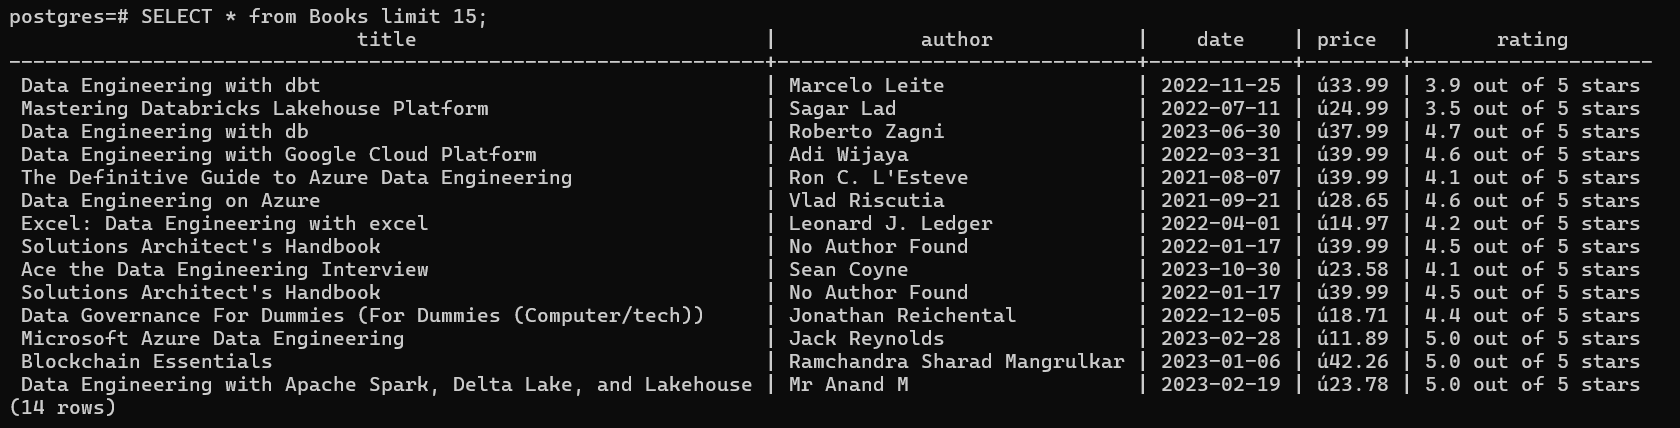 postgres=# SELECT * from Books limit 15;
                             title                             |            author            |    date    | price  |       rating
---------------------------------------------------------------+------------------------------+------------+--------+--------------------
 Data Engineering with dbt                                     | Marcelo Leite                | 2022-11-25 | ú33.99 | 3.9 out of 5 stars
 Mastering Databricks Lakehouse Platform                       | Sagar Lad                    | 2022-07-11 | ú24.99 | 3.5 out of 5 stars
 Data Engineering with db                                      | Roberto Zagni                | 2023-06-30 | ú37.99 | 4.7 out of 5 stars
 Data Engineering with Google Cloud Platform                   | Adi Wijaya                   | 2022-03-31 | ú39.99 | 4.6 out of 5 stars
 The Definitive Guide to Azure Data Engineering                | Ron C. L'Esteve              | 2021-08-07 | ú39.99 | 4.1 out of 5 stars
 Data Engineering on Azure                                     | Vlad Riscutia                | 2021-09-21 | ú28.65 | 4.6 out of 5 stars
 Excel: Data Engineering with excel                            | Leonard J. Ledger            | 2022-04-01 | ú14.97 | 4.2 out of 5 stars
 Solutions Architect's Handbook                                | No Author Found              | 2022-01-17 | ú39.99 | 4.5 out of 5 stars
 Ace the Data Engineering Interview                            | Sean Coyne                   | 2023-10-30 | ú23.58 | 4.1 out of 5 stars
 Solutions Architect's Handbook                                | No Author Found              | 2022-01-17 | ú39.99 | 4.5 out of 5 stars
 Data Governance For Dummies (For Dummies (Computer/tech))     | Jonathan Reichental          | 2022-12-05 | ú18.71 | 4.4 out of 5 stars
 Microsoft Azure Data Engineering                              | Jack Reynolds                | 2023-02-28 | ú11.89 | 5.0 out of 5 stars
 Blockchain Essentials                                         | Ramchandra Sharad Mangrulkar | 2023-01-06 | ú42.26 | 5.0 out of 5 stars
 Data Engineering with Apache Spark, Delta Lake, and Lakehouse | Mr Anand M                   | 2023-02-19 | ú23.78 | 5.0 out of 5 stars
(14 rows)